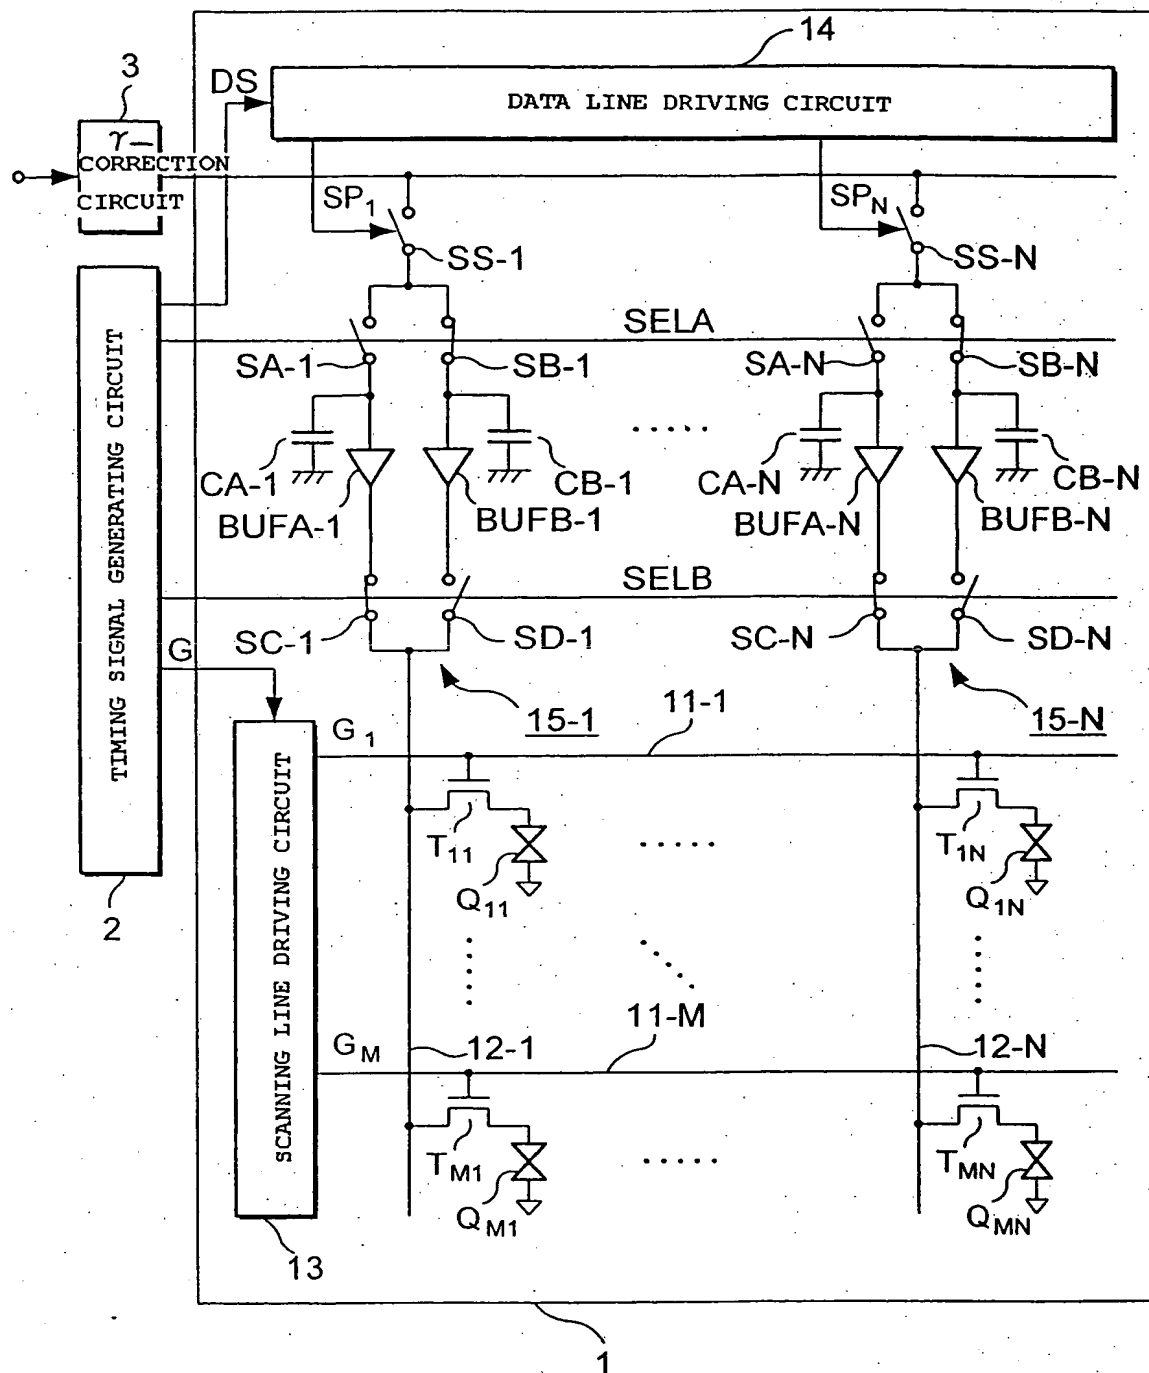 14
3
DS
DATA LINE DRIVING CIRCUIT
γ-
CORRECTION
CIRCUIT
SP1
SPN
SS-1
SS-N
SELA
SA-1
SB-1
SA-N
SB-N
.....
CA-1
CB-1
CA-N
CB-N
BUFA-1
BUFB-1
BUFA-N
BUFB-N
TIMING SIGNAL GENERATING CIRCUIT
SELB
SC-1
SD-1
SC-N
SD-N
G
15-1
11-1
15-N
G1
SCANNING LINE DRIVING CIRCUIT
T11
T1N
Q11
Q1N
2
11-M
GM
12-1
12-N
TM1
TMN
QM1
QMN
13
1